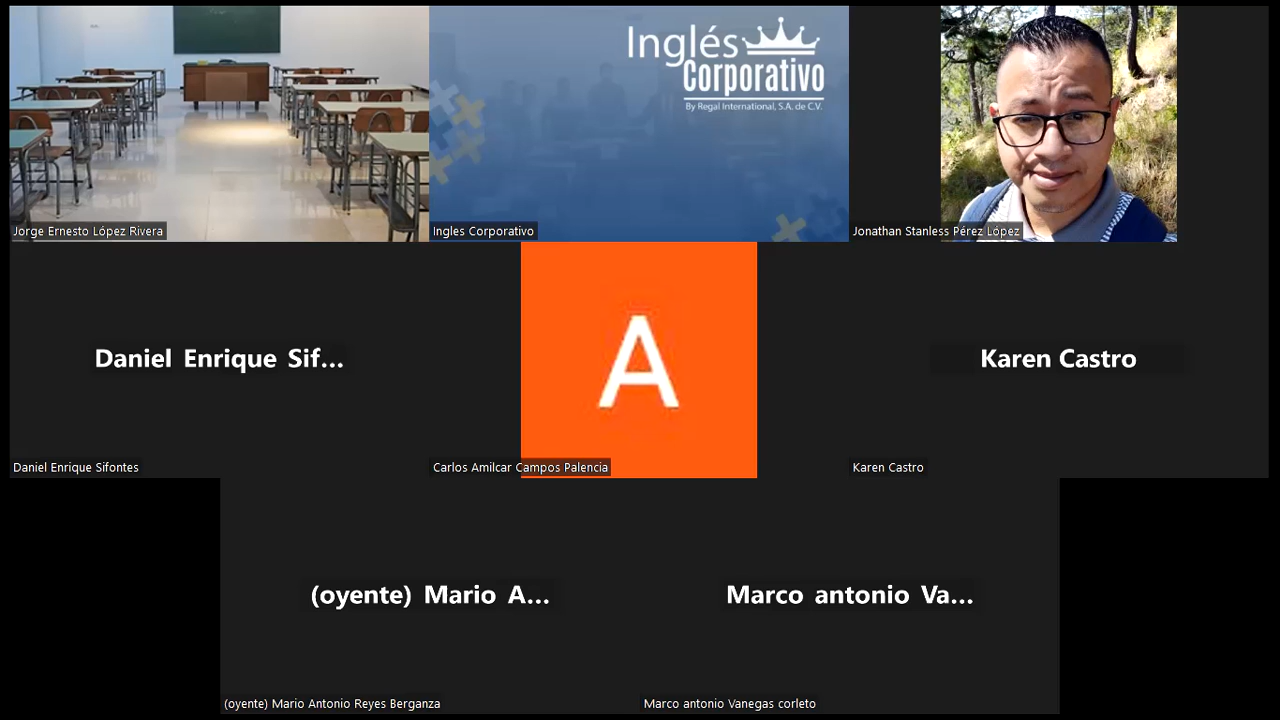 Inglés
Corporativo
By Regal International, S.A. de C.V.
Jorge Ernesto López Rivera
Ingles Corporativo
Jonathan Stanless Pérez López
Daniel Enrique Sif...
A
Karen Castro
Daniel Enrique Sifontes
Carlos Amilcar Campos Palencia
Karen Castro
(oyente) Mario A...
Marco antonio Va...
(oyente) Mario Antonio Reyes Berganza
Marco antonio Vanegas corleto